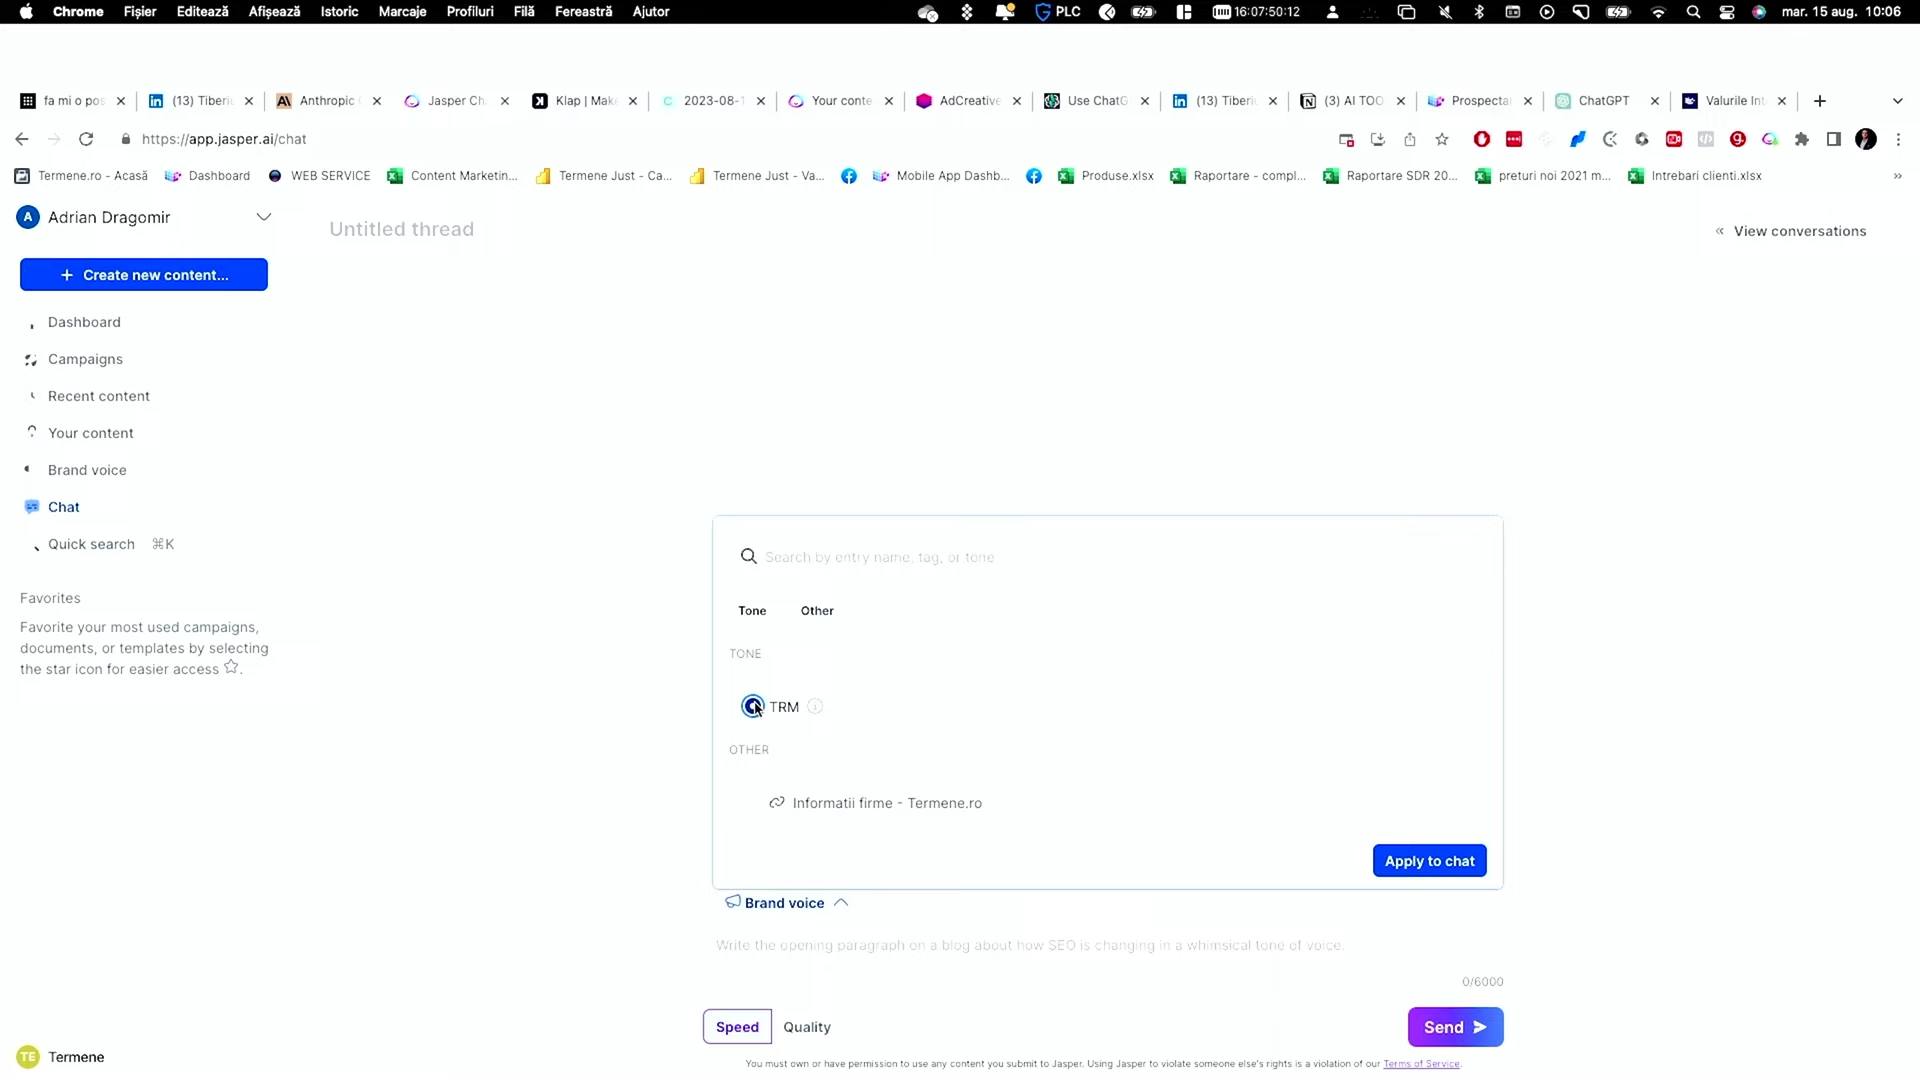 Chrome Fișier Editează Afișează Istoric Marcaje Profiluri Filă Fereastră Ajutor PLC 16:07:50:12 mar. 15 aug. 10:06
fa mi o pos (13) Tiberi Anthropic Jasper Ch Klap | Make 2023-08-1 Your conte AdCreative Use ChatG (13) Tiberi (3) AI TOO Prospecta ChatGPT Valurile Int
https://app.jasper.ai/chat
Termene.ro - Acasă Dashboard WEB SERVICE Content Marketin... Termene Just - Ca... Termene Just - Va... Mobile App Dashb... Produse.xlsx Raportare - compl... Raportare SDR 20... preturi noi 2021 m... Intrebari clienti.xlsx »
A Adrian Dragomir
Untitled thread
« View conversations
+ Create new content...
Dashboard
Campaigns
Recent content
Your content
Brand voice
Chat
Quick search ⌘K
Favorites
Favorite your most used campaigns,
documents, or templates by selecting
the star icon for easier access ☆.
Search by entry name, tag, or tone
Tone Other
TONE
TRM
OTHER
Informatii firme - Termene.ro
Apply to chat
Brand voice
Write the opening paragraph on a blog about how SEO is changing in a whimsical tone of voice.
0/6000
Speed Quality
Send
You must own or have permission to use any content you submit to Jasper. Using Jasper to violate someone else's rights is a violation of our Terms of Service.
TE Termene